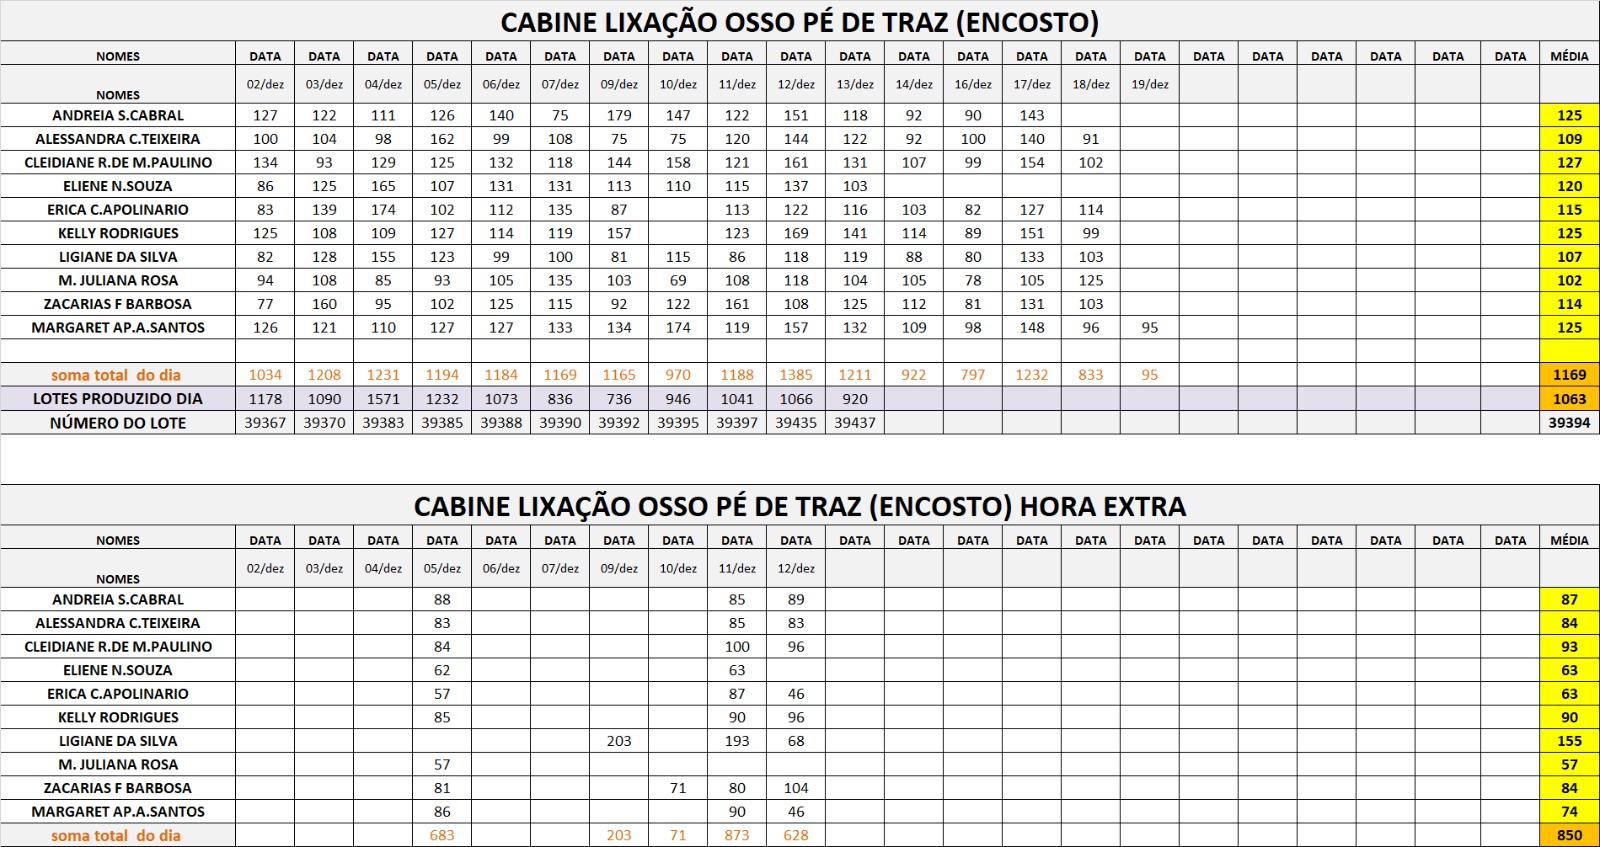 CABINE LIXAÇÃO OSSO PÉ DE TRAZ (ENCOSTO)
NOMES DATA DATA DATA DATA DATA DATA DATA DATA DATA DATA DATA DATA DATA DATA DATA DATA DATA DATA DATA DATA DATA DATA MÉDIA
NOMES 02/dez 03/dez 04/dez 05/dez 06/dez 07/dez 09/dez 10/dez 11/dez 12/dez 13/dez 14/dez 16/dez 17/dez 18/dez 19/dez
ANDREIA S.CABRAL 127 122 111 126 140 75 179 147 122 151 118 92 90 143 125
ALESSANDRA C.TEIXEIRA 100 104 98 162 99 108 75 75 120 144 122 92 100 140 91 109
CLEIDIANE R.DE M.PAULINO 134 93 129 125 132 118 144 158 121 161 131 107 99 154 102 127
ELIENE N.SOUZA 86 125 165 107 131 131 113 110 115 137 103 120
ERICA C.APOLINARIO 83 139 174 102 112 135 87 113 122 116 103 82 127 114 115
KELLY RODRIGUES 125 108 109 127 114 119 157 123 169 141 114 89 151 99 125
LIGIANE DA SILVA 82 128 155 123 99 100 81 115 86 118 119 88 80 133 103 107
M. JULIANA ROSA 94 108 85 93 105 135 103 69 108 118 104 105 78 105 125 102
ZACARIAS F BARBOSA 77 160 95 102 125 115 92 122 161 108 125 112 81 131 103 114
MARGARET AP.A.SANTOS 126 121 110 127 127 133 134 174 119 157 132 109 98 148 96 95 125
soma total do dia 1034 1208 1231 1194 1184 1169 1165 970 1188 1385 1211 922 797 1232 833 95 1169
LOTES PRODUZIDO DIA 1178 1090 1571 1232 1073 836 736 946 1041 1066 920 1063
NÚMERO DO LOTE 39367 39370 39383 39385 39388 39390 39392 39395 39397 39435 39437 39394
CABINE LIXAÇÃO OSSO PÉ DE TRAZ (ENCOSTO) HORA EXTRA
NOMES DATA DATA DATA DATA DATA DATA DATA DATA DATA DATA DATA DATA DATA DATA DATA DATA DATA DATA DATA DATA DATA DATA MÉDIA
NOMES 02/dez 03/dez 04/dez 05/dez 06/dez 07/dez 09/dez 10/dez 11/dez 12/dez
ANDREIA S.CABRAL 88 85 89 87
ALESSANDRA C.TEIXEIRA 83 85 83 84
CLEIDIANE R.DE M.PAULINO 84 100 96 93
ELIENE N.SOUZA 62 63 63
ERICA C.APOLINARIO 57 87 46 63
KELLY RODRIGUES 85 90 96 90
LIGIANE DA SILVA 203 193 68 155
M. JULIANA ROSA 57 57
ZACARIAS F BARBOSA 81 71 80 104 84
MARGARET AP.A.SANTOS 86 90 46 74
soma total do dia 683 203 71 873 628 850